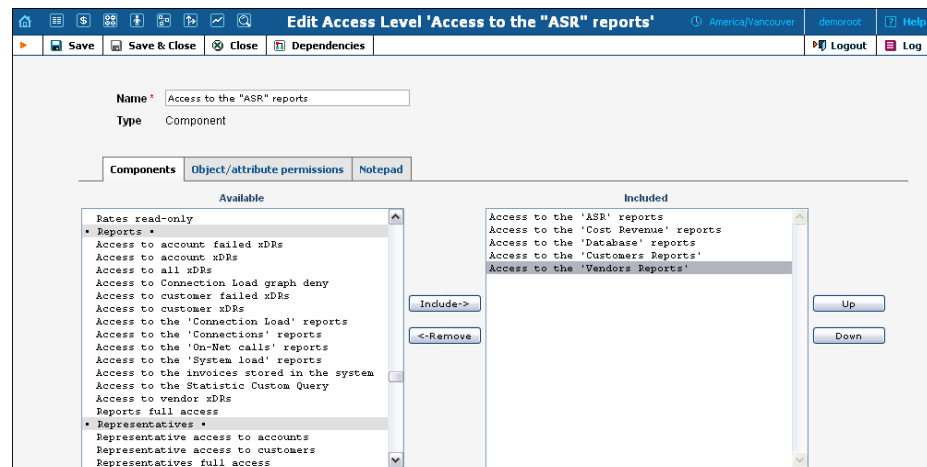 Edit Access Level 'Access to the "ASR" reports'
America/Vancouver
demoroot
Help
Save
Save & Close
Close
Dependencies
Logout
Log
Name *
Access to the "ASR" reports
Type
Component
Components
Object/attribute permissions
Notepad
Available
Rates read-only
• Reports •
Access to account failed xDRs
Access to account xDRs
Access to all xDRs
Access to Connection Load graph deny
Access to customer failed xDRs
Access to customer xDRs
Access to the 'Connection Load' reports
Access to the 'Connections' reports
Access to the 'On-Net calls' reports
Access to the 'System load' reports
Access to the invoices stored in the system
Access to the Statistic Custom Query
Access to vendor xDRs
Reports full access
• Representatives •
Representative access to accounts
Representative access to customers
Representatives full access
Include->
<-Remove
Included
Access to the 'ASR' reports
Access to the 'Cost Revenue' reports
Access to the 'Database' reports
Access to the 'Customers Reports'
Access to the 'Vendors Reports'
Up
Down